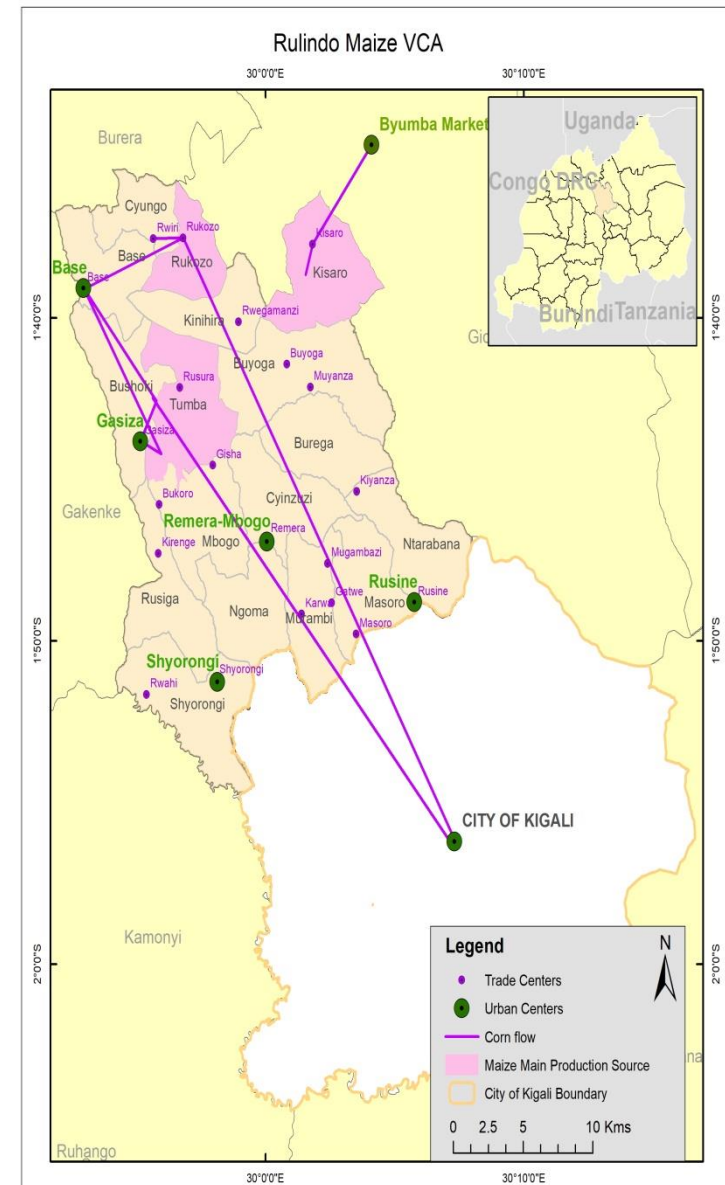 Rulindo Maize VCA
30°0'0"E
30°10'0"E
Byumba Market
Burera
Uganda
Congo DRC
Burundi
Tanzania
Cyungo
Rwiri
Rukozo
Base
Rukozo
Kisaro
Kisaro
Base
Base
1°40'0"S
1°40'0"S
Kinihira
Rwegamanzi
Buyoga
Buyoga
Muyanza
Bushoki
Rusura
Tumba
Gasiza
Gasiza
Burega
Gisha
Cyinzuzi
Kiyanza
Gakenke
Bukoro
Remera-Mbogo
Remera
Mbogo
Kirenge
Mugambazi
Ntarabana
Rusine
Rusine
Rusiga
Ngoma
Karwa
Gatwe
Murambi
Masoro
Masoro
1°50'0"S
1°50'0"S
Shyorongi
Shyorongi
Rwahi
Shyorongi
CITY OF KIGALI
Kamonyi
Ruhango
2°0'0"S
2°0'0"S
Legend
N
Trade Centers
Urban Centers
Corn flow
Maize Main Production Source
City of Kigali Boundary
0 2.5 5 10 Kms
30°0'0"E
30°10'0"E